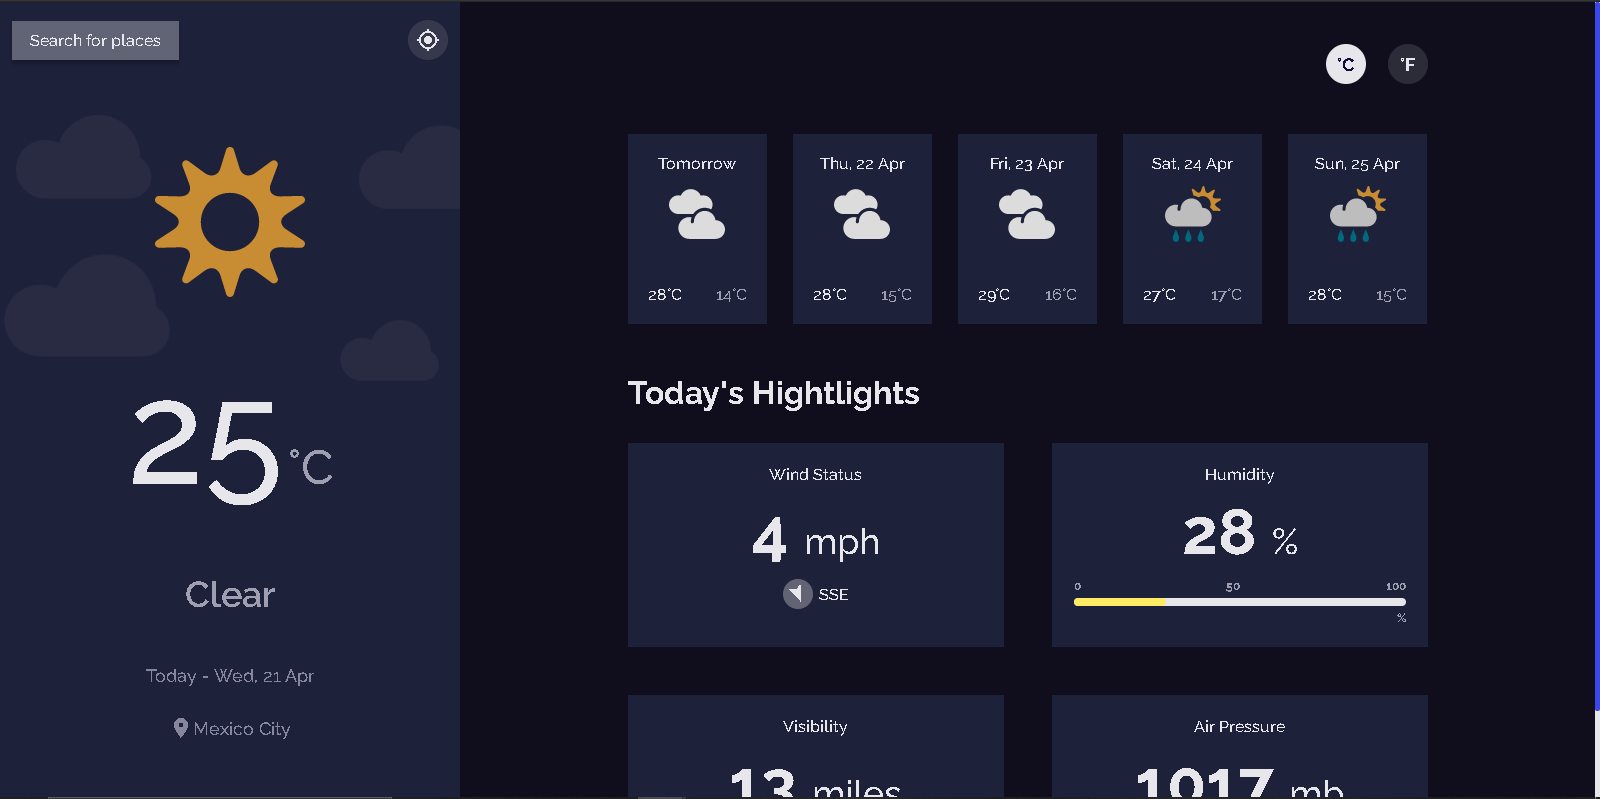 Search for places
°C °F
Tomorrow
28°C 14°C
Thu, 22 Apr
28°C 15°C
Fri, 23 Apr
29°C 16°C
Sat, 24 Apr
27°C 17°C
Sun, 25 Apr
28°C 15°C
25 °C
Clear
Today - Wed, 21 Apr
Mexico City
Today's Hightlights
Wind Status
4 mph
SSE
Humidity
28 %
0 50 100
%
Visibility
13 miles
Air Pressure
1017 mb